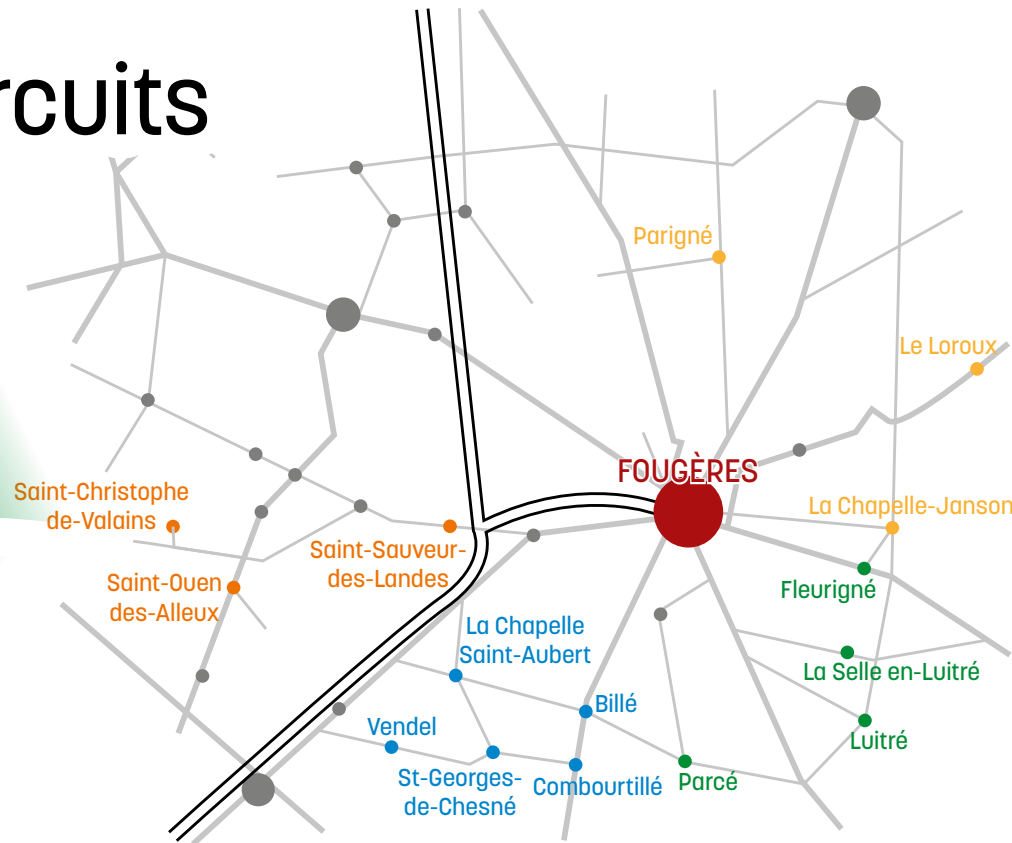 rcuits
Parigné
Le Loroux
FOUGÈRES
Saint-Christophe
de-Valains
La Chapelle-Janson
Saint-Sauveur-
des-Landes
Saint-Ouen
des-Alleux
Fleurigné
La Chapelle
Saint-Aubert
La Selle en-Luitré
Billé
Vendel
Luitré
St-Georges-
de-Chesné
Combourtillé
Parcé